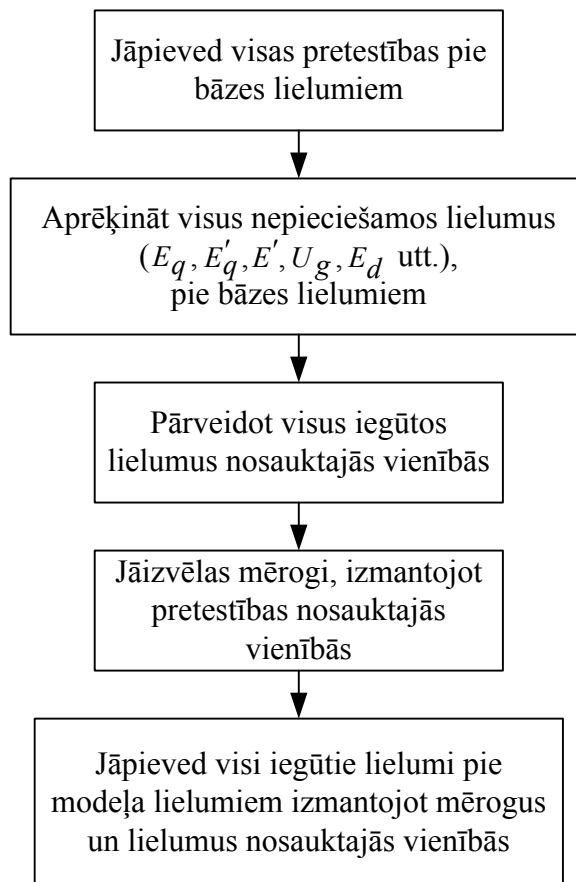 Jāpieved visas pretestības pie
bāzes lielumiem
Aprēķināt visus nepieciešamos lielumus
(E_q, E'_q, E', U_g, E_d utt.),
pie bāzes lielumiem
Pārveidot visus iegūtos
lielumus nosauktajās vienībās
Jāizvēlas mērogi, izmantojot
pretestības nosauktajās
vienībās
Jāpieved visi iegūtie lielumi pie
modeļa lielumiem izmantojot mērogus
un lielumus nosauktajās vienībās